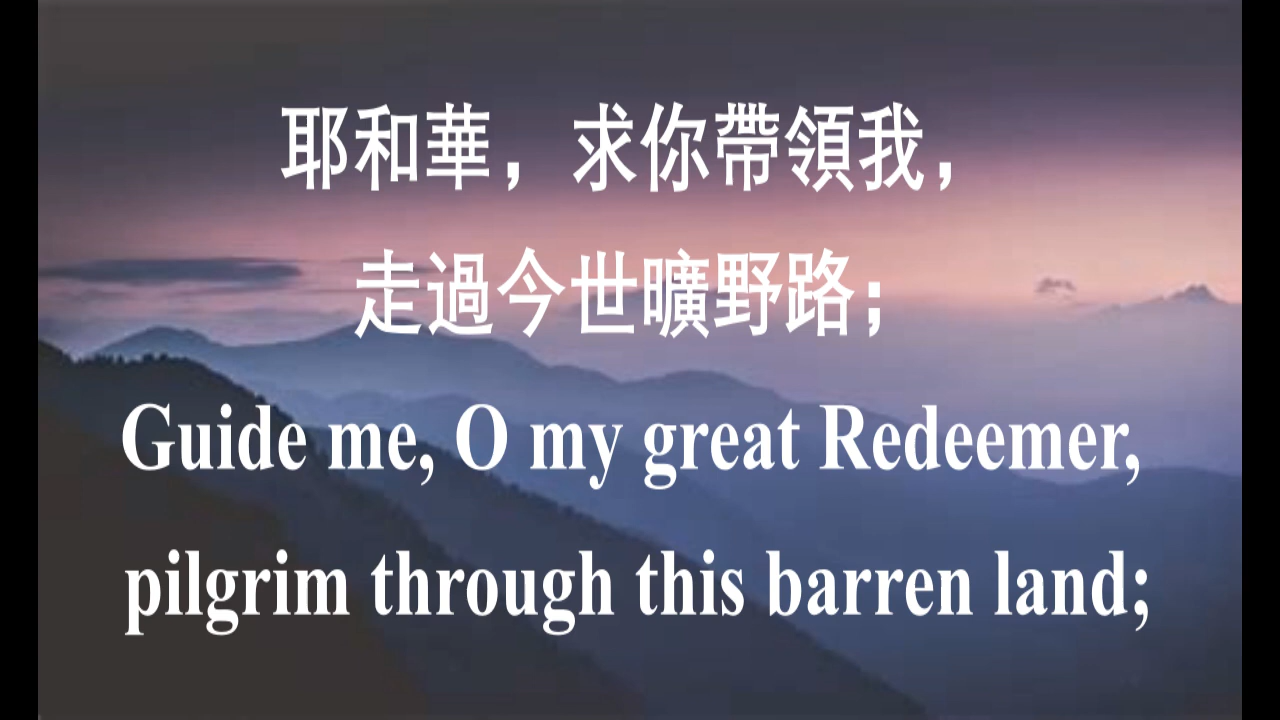 耶和華，求你帶領我，
走過今世曠野路；
Guide me, O my great Redeemer,
pilgrim through this barren land;